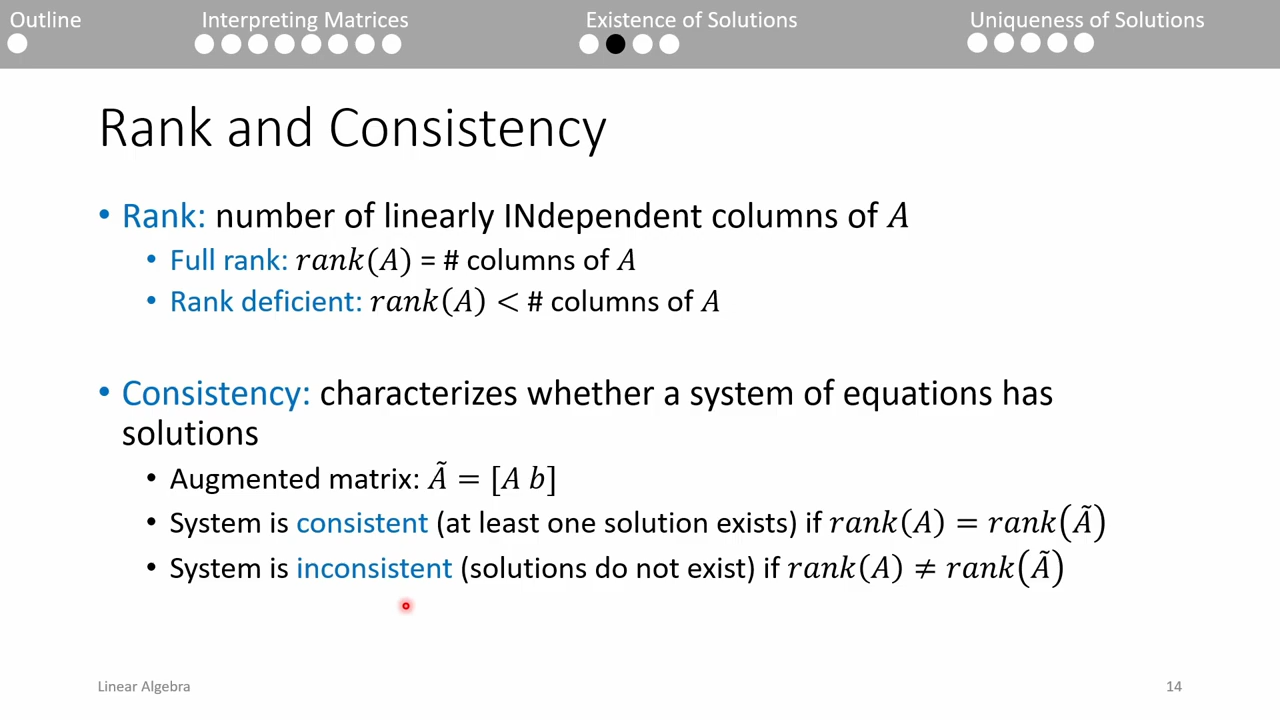 Outline Interpreting Matrices Existence of Solutions Uniqueness of Solutions
Rank and Consistency
• Rank: number of linearly INdependent columns of A
• Full rank: rank(A) = # columns of A
• Rank deficient: rank(A) < # columns of A
• Consistency: characterizes whether a system of equations has
solutions
• Augmented matrix: Ã = [A b]
• System is consistent (at least one solution exists) if rank(A) = rank(Ã)
• System is inconsistent (solutions do not exist) if rank(A) ≠ rank(Ã)
Linear Algebra 14